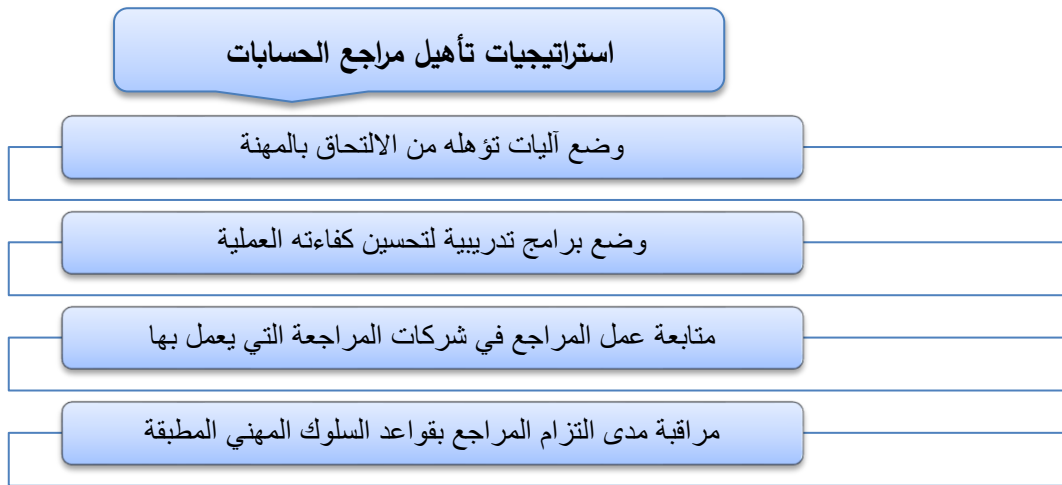 استراتيجيات تأهيل مراجع الحسابات
وضع آليات تؤهله من الالتحاق بالمهنة
وضع برامج تدريبية لتحسين كفاءته العملية
متابعة عمل المراجع في شركات المراجعة التي يعمل بها
مراقبة مدى التزام المراجع بقواعد السلوك المهني المطبقة